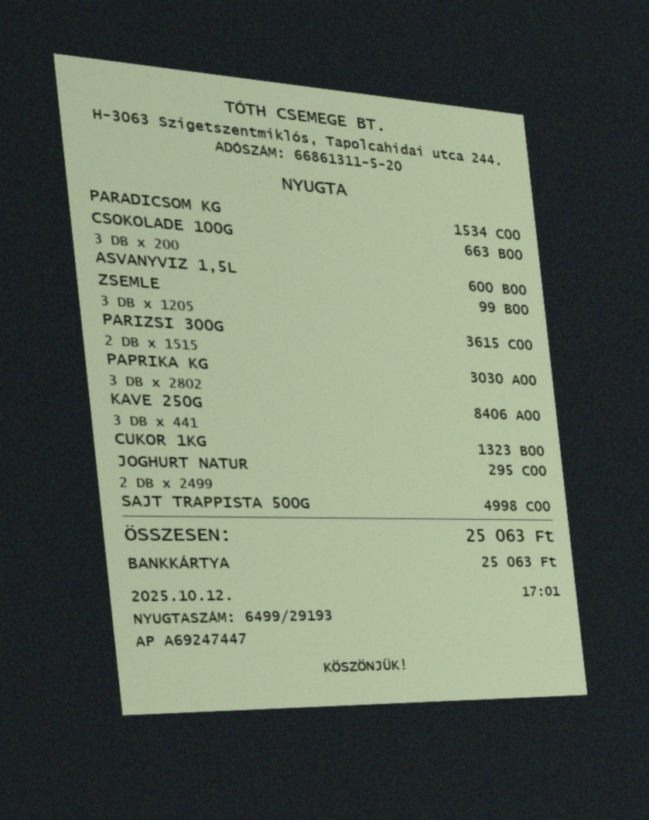 TÓTH CSEMEGE BT.
H-3063 Szigetszentmiklós, Tapolcahidai utca 244.
ADÓSZÁM: 66861311-5-20
NYUGTA
PARADICSOM KG 1534 C00
CSOKOLADE 100G 663 B00
3 DB x 200
ASVANYVIZ 1,5L 600 B00
ZSEMLE 99 B00
3 DB x 1205
PARIZSI 300G 3615 C00
2 DB x 1515
PAPRIKA KG 3030 A00
3 DB x 2802
KAVE 250G 8406 A00
3 DB x 441
CUKOR 1KG 1323 B00
JOGHURT NATUR 295 C00
2 DB x 2499
SAJT TRAPPISTA 500G 4998 C00
ÖSSZESEN: 25 063 Ft
BANKKÁRTYA 25 063 Ft
2025.10.12. 17:01
NYUGTASZÁM: 6499/29193
AP A69247447
KÖSZÖNJÜK!